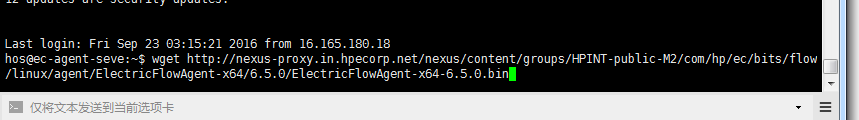 12 updates are security updates.
Last login: Fri Sep 23 03:15:21 2016 from 16.165.180.18
hos@ec-agent-seve:~$ wget http://nexus-proxy.in.hpecorp.net/nexus/content/groups/HPINT-public-M2/com/hp/ec/bits/flow
/linux/agent/ElectricFlowAgent-x64/6.5.0/ElectricFlowAgent-x64-6.5.0.bin
仅将文本发送到当前选项卡